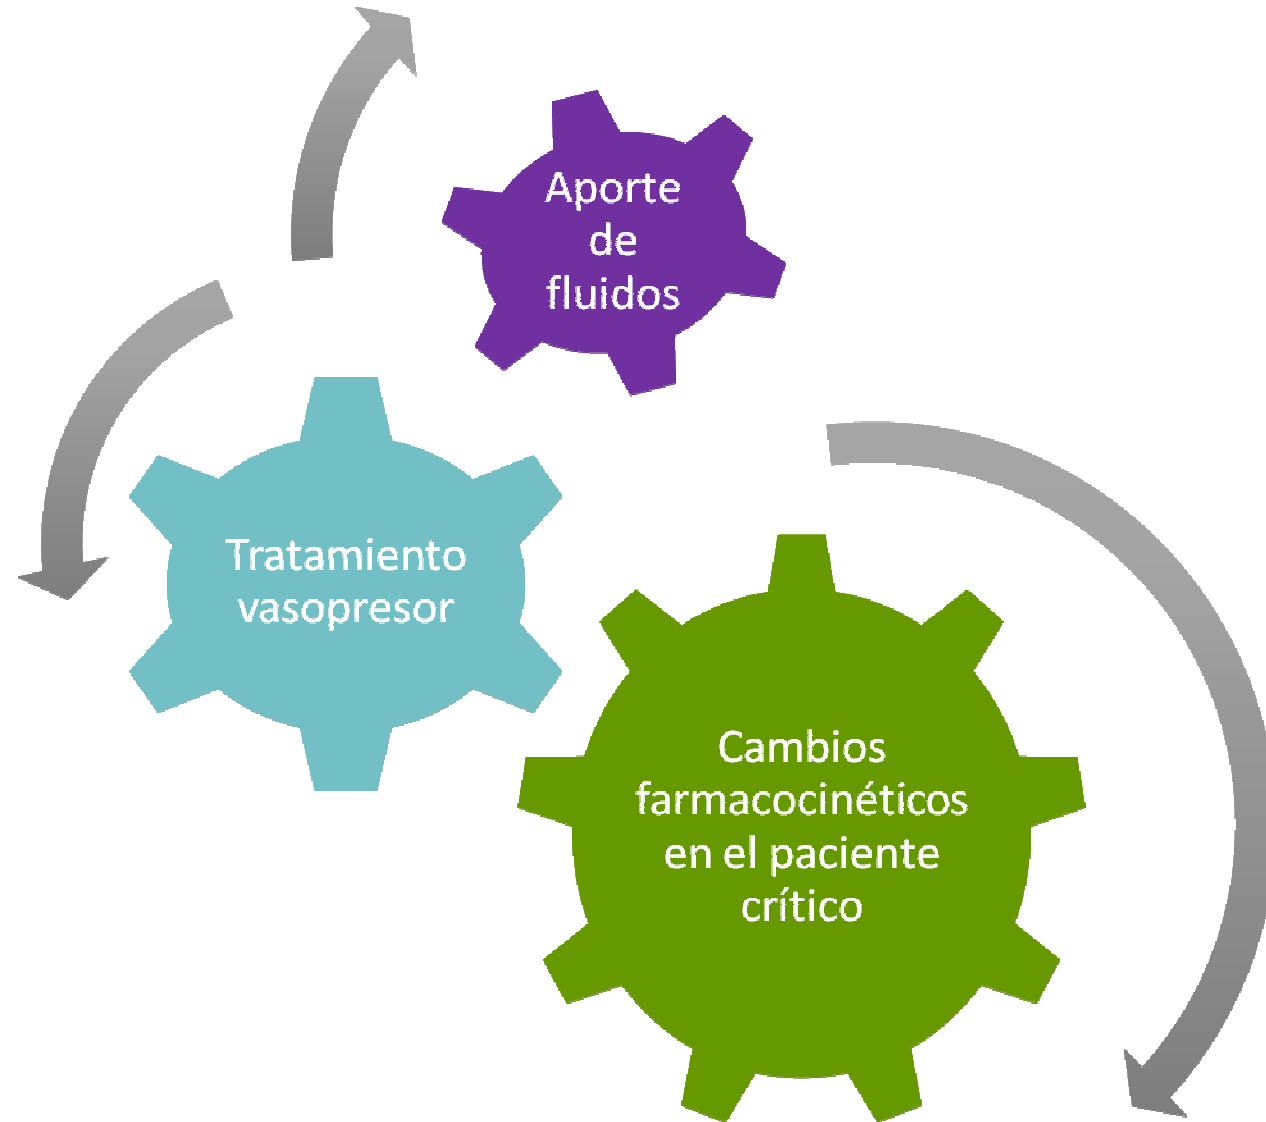 Aporte
de
fluidos
Tratamiento
vasopresor
Cambios
farmacocinéticos
en el paciente
crítico